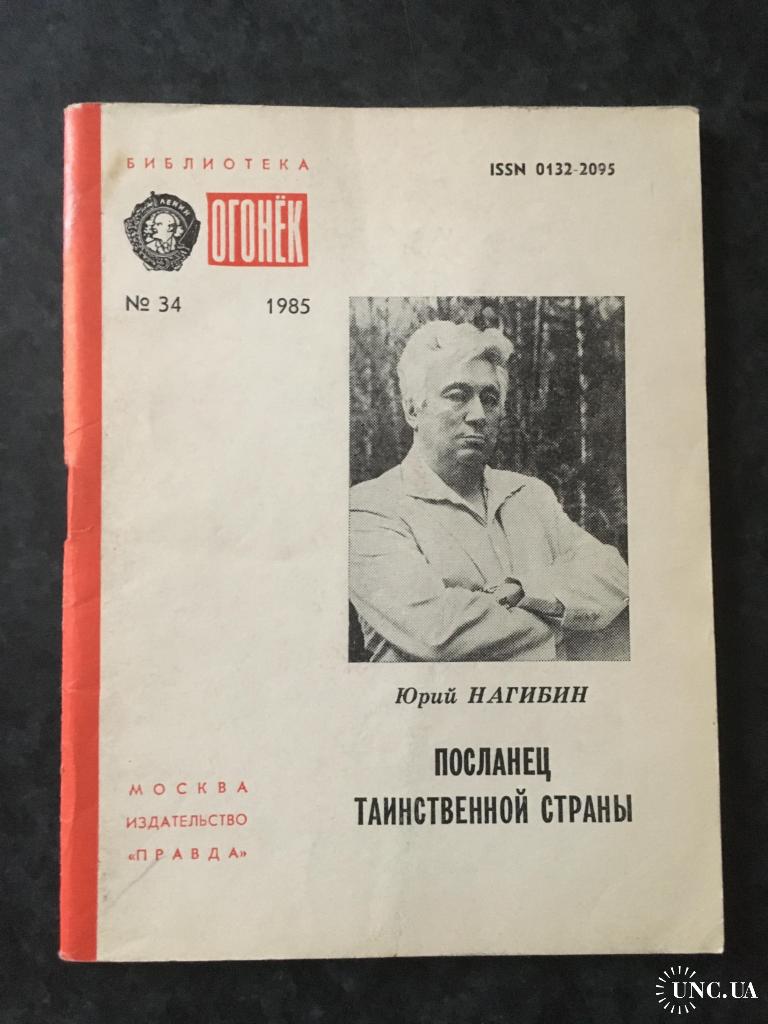 БИБЛИОТЕКА
ISSN 0132-2095
ЛЕНИН
ОГОНЁК
№ 34 1985
Юрий НАГИБИН
ПОСЛАНЕЦ
ТАИНСТВЕННОЙ СТРАНЫ
МОСКВА
ИЗДАТЕЛЬСТВО
«ПРАВДА»
UNC.UA